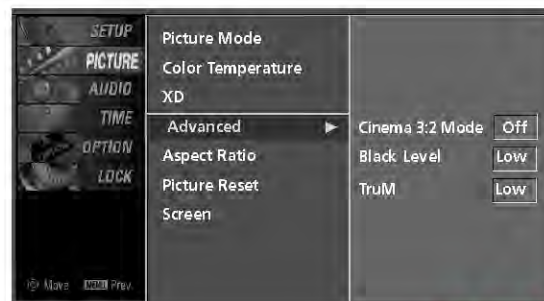 SETUP
PICTURE
AUDIO
TIME
OPTION
LOCK
Move MENU Prev.
Picture Mode
Color Temperature
XD
Advanced ▶
Aspect Ratio
Picture Reset
Screen
Cinema 3:2 Mode Off
Black Level Low
TruM Low